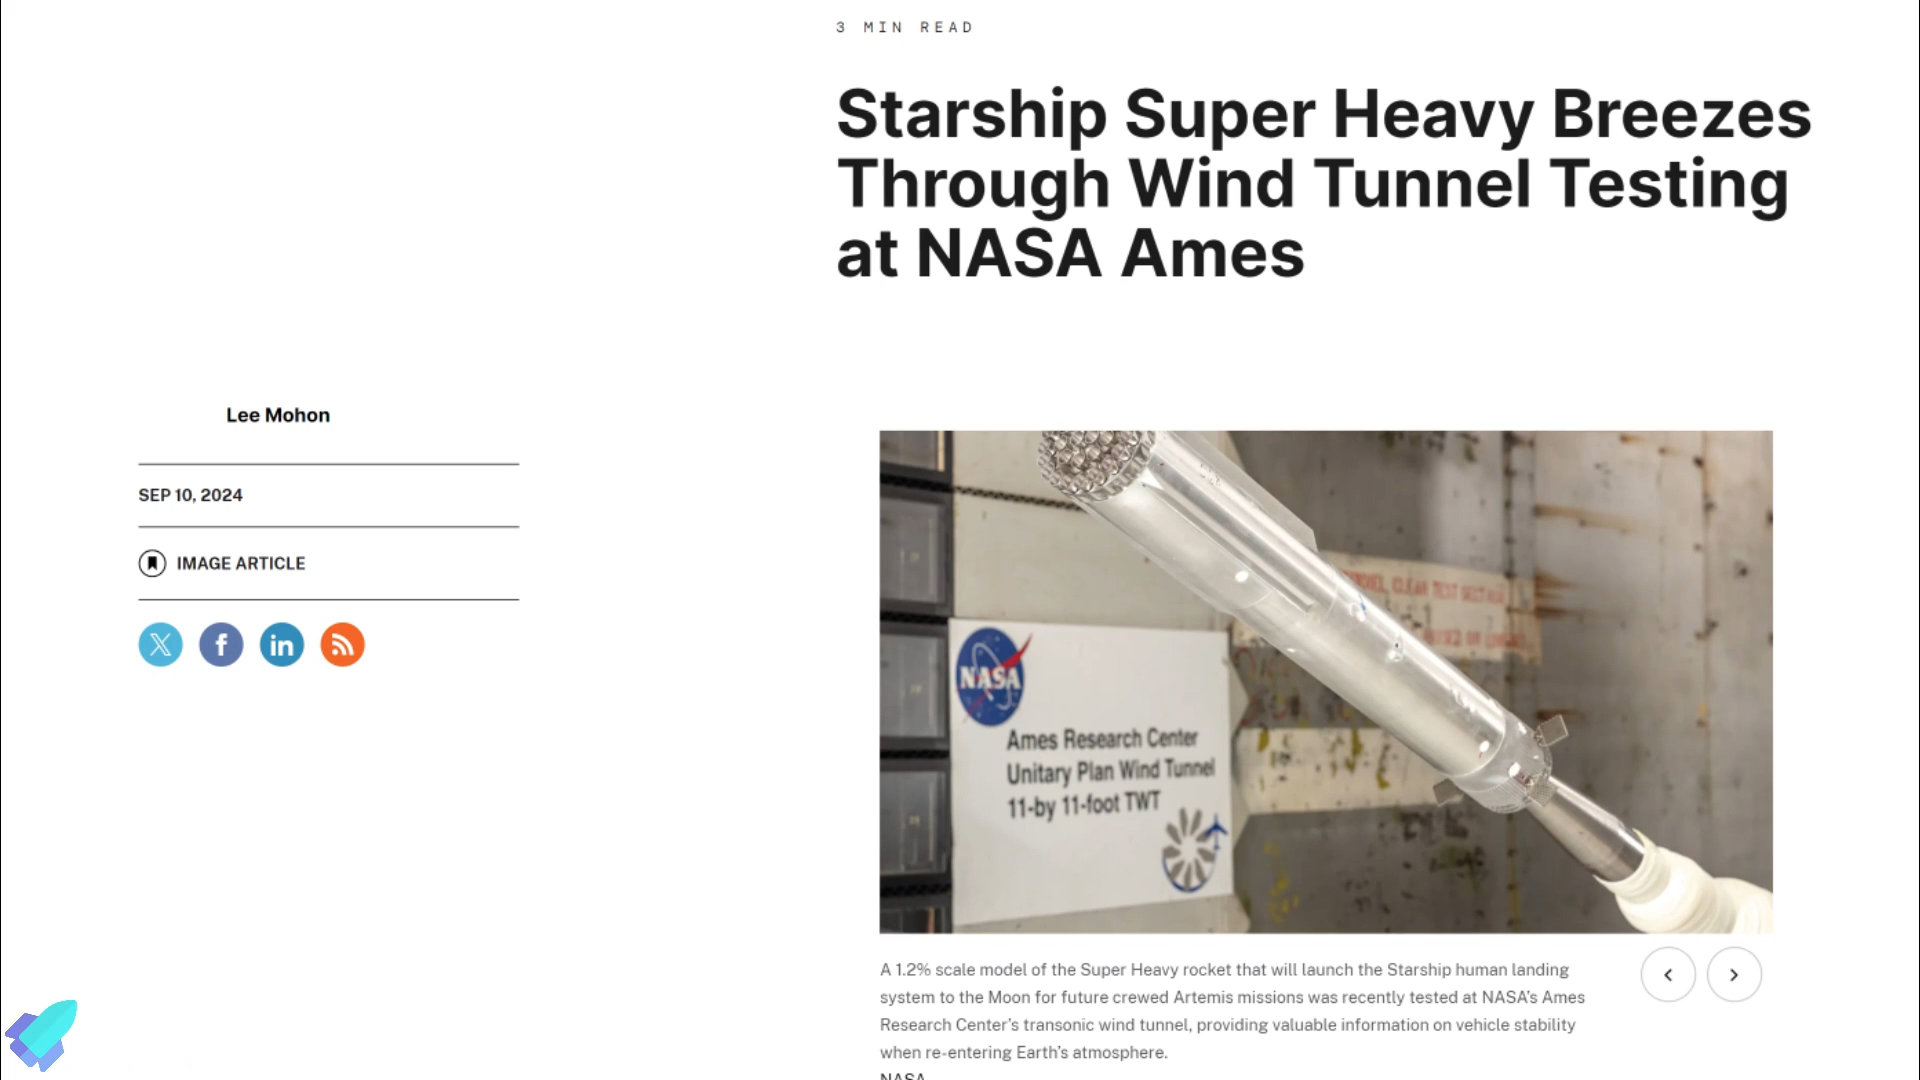 3 MIN READ
Starship Super Heavy Breezes
Through Wind Tunnel Testing
at NASA Ames
Lee Mohon
SEP 10, 2024
IMAGE ARTICLE
NASA
Ames Research Center
Unitary Plan Wind Tunnel
11-by 11-foot TWT
A 1.2% scale model of the Super Heavy rocket that will launch the Starship human landing
system to the Moon for future crewed Artemis missions was recently tested at NASA's Ames
Research Center's transonic wind tunnel, providing valuable information on vehicle stability
when re-entering Earth's atmosphere.
NASA